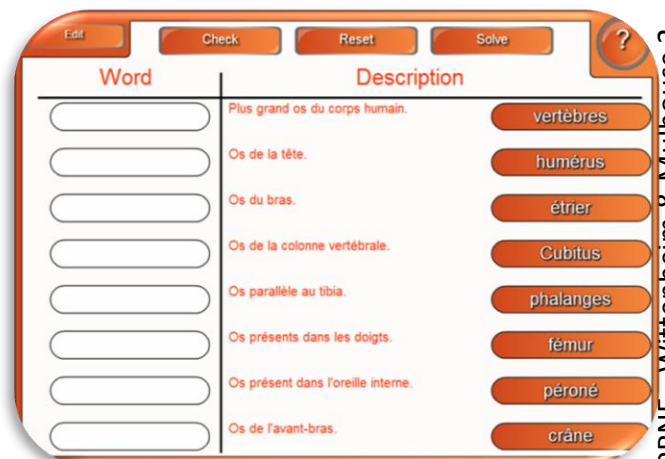 Edit
Check
Reset
Solve
?
Word
Description
Plus grand os du corps humain.
vertèbres
Os de la tête.
humérus
Os du bras.
étrier
Os de la colonne vertébrale.
Cubitus
Os parallèle au tibia.
phalanges
Os présents dans les doigts.
fémur
Os présent dans l'oreille interne.
péroné
Os de l'avant-bras.
crâne